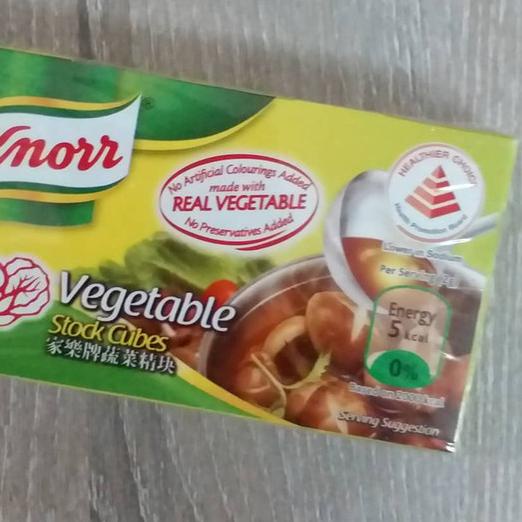 Knorr
®
No Artificial Colourings Added
made with
REAL VEGETABLE
No Preservatives Added
HEALTHIER CHOICE
Health Promotion Board
Lower in Sodium
Per Serving
Energy
5 kcal
0%
Based on 2000 kcal
Vegetable
Stock Cubes
家樂牌蔬菜精块
Serving Suggestion